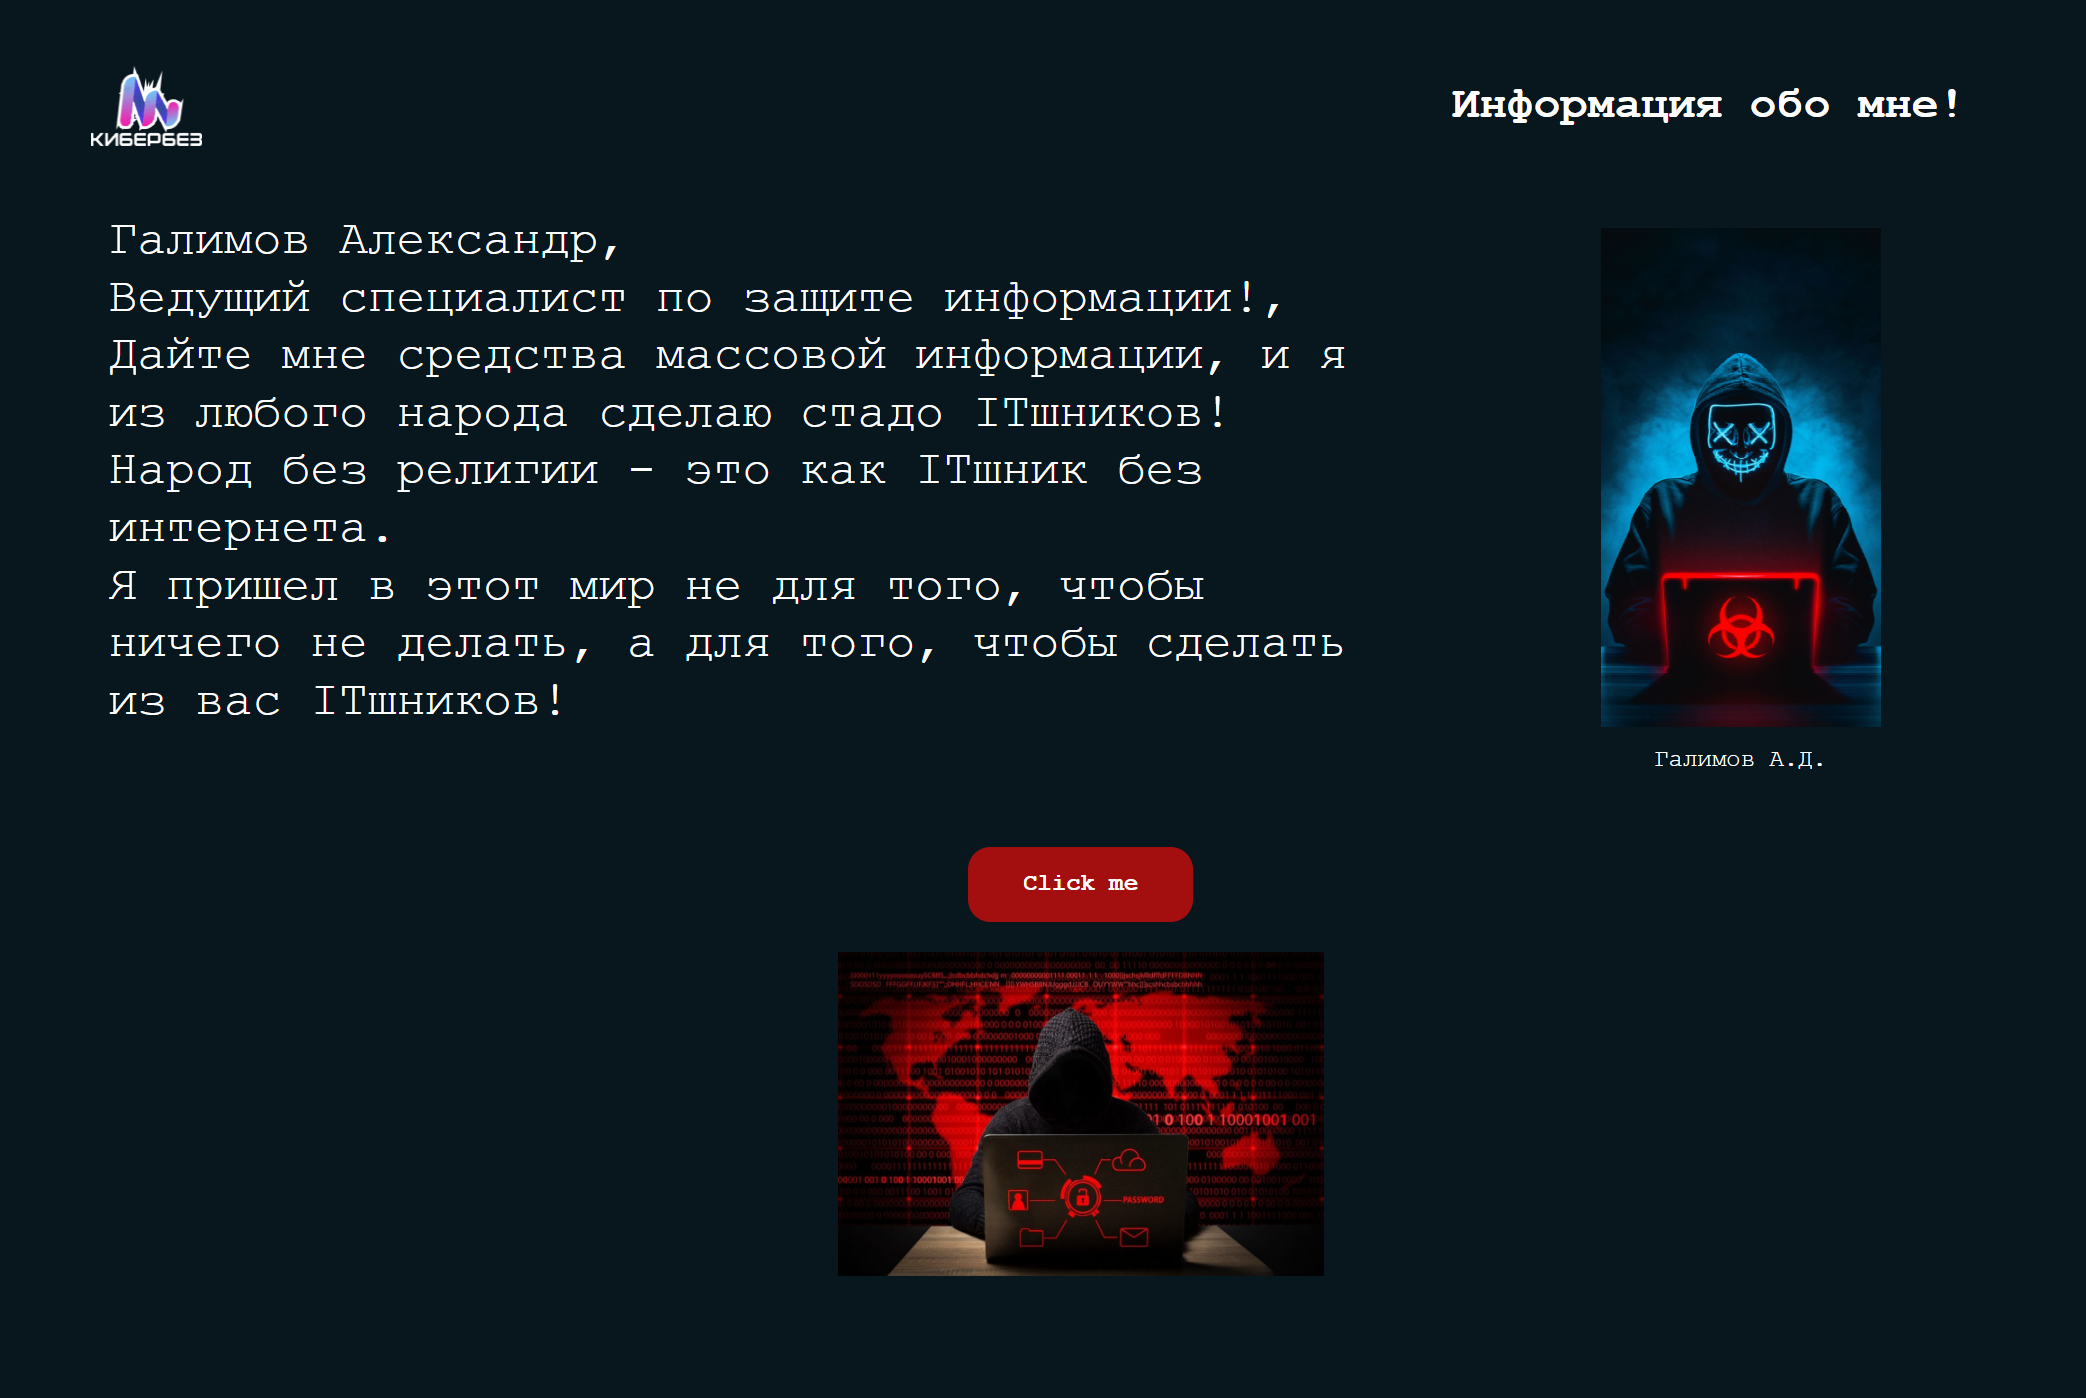 КИБЕРБЕЗ
Информация обо мне!
Галимов Александр,
Ведущий специалист по защите информации!,
Дайте мне средства массовой информации, и я
из любого народа сделаю стадо ITшников!
Народ без религии - это как ITшник без
интернета.
Я пришел в этот мир не для того, чтобы
ничего не делать, а для того, чтобы сделать
из вас ITшников!
Галимов А.Д.
Click me
PASSWORD